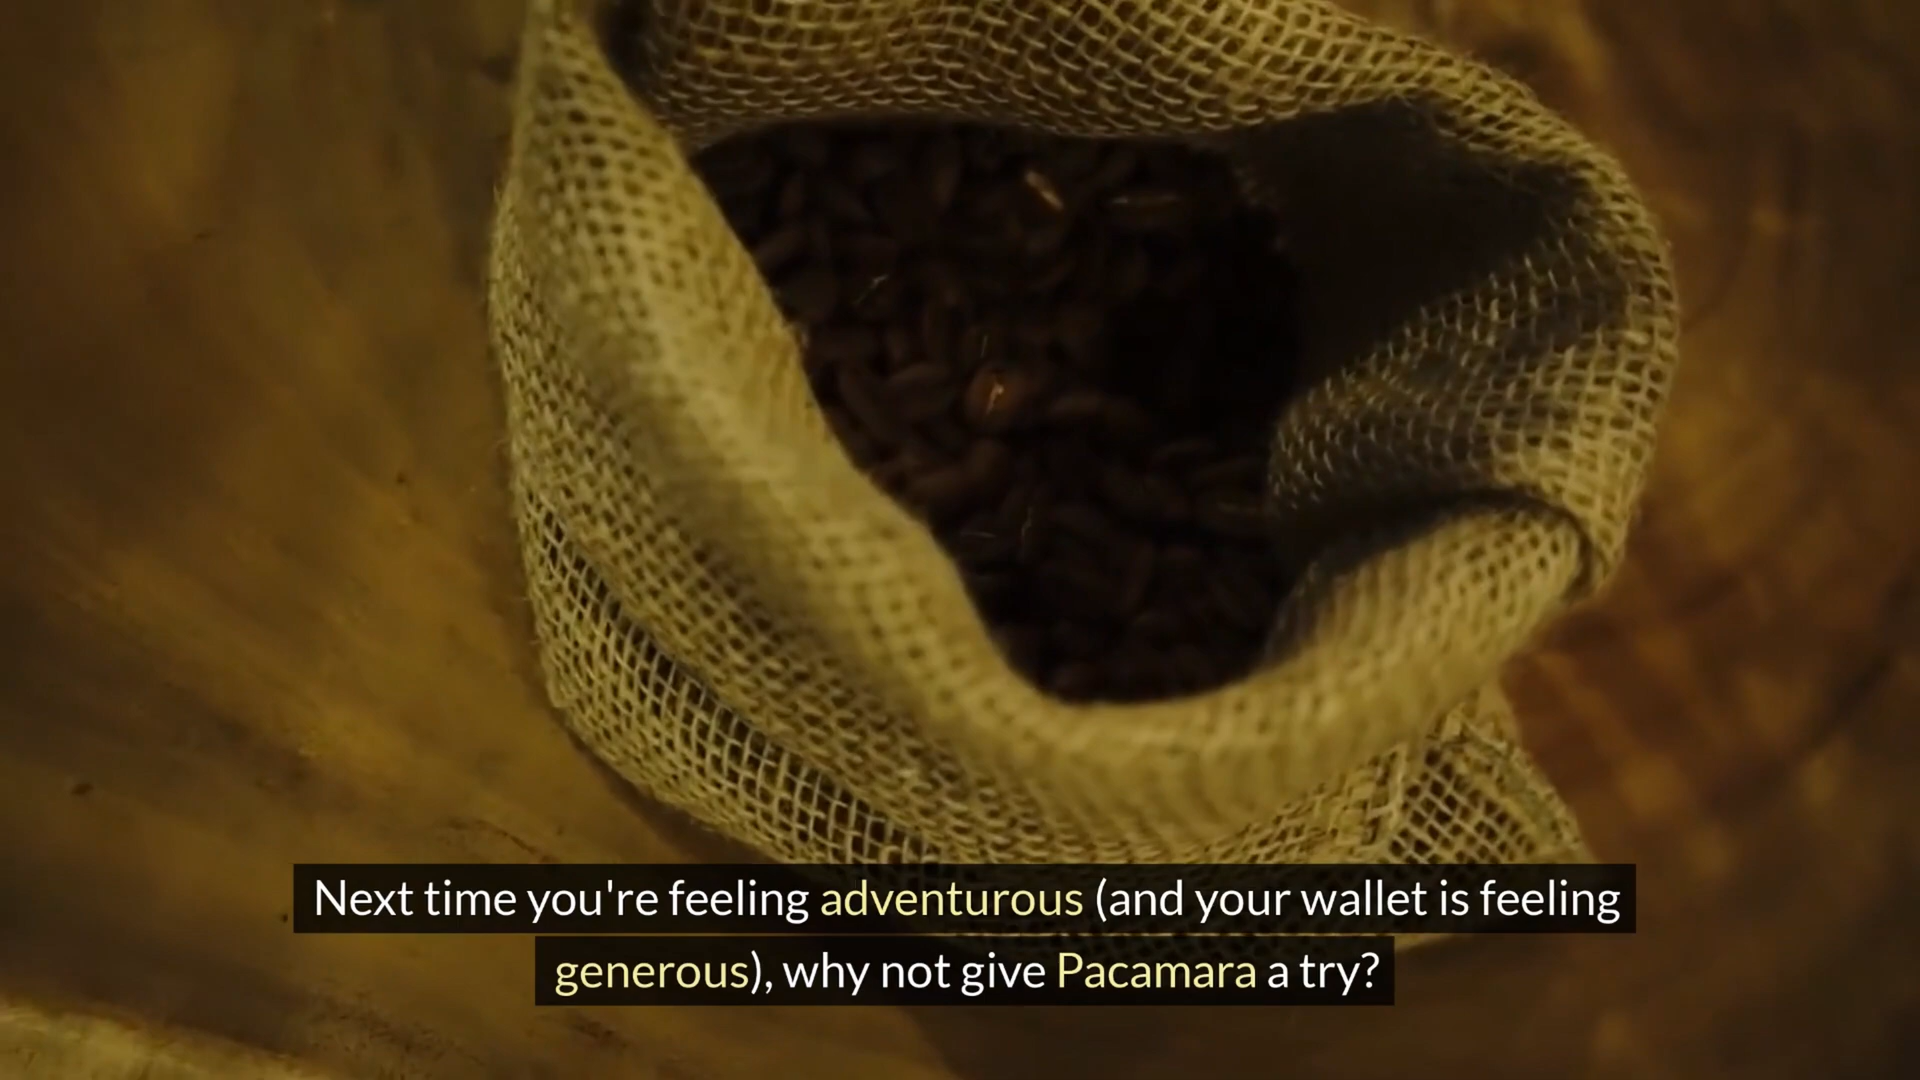 Next time you're feeling adventurous (and your wallet is feeling
generous), why not give Pacamara a try?